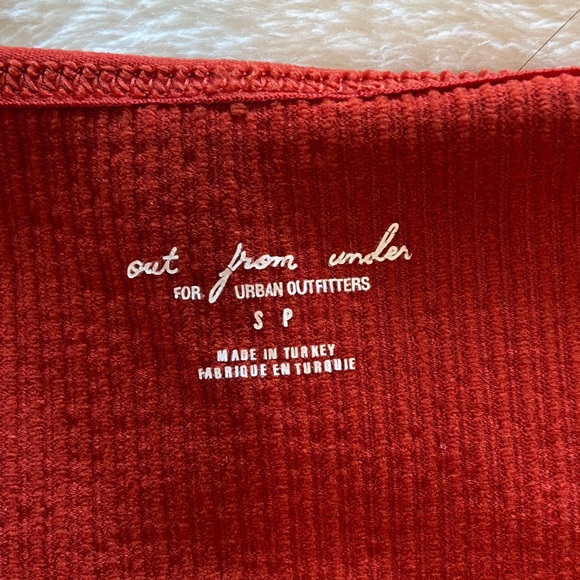 out from under
FOR URBAN OUTFITTERS
S P
MADE IN TURKEY
FABRIQUE EN TURQUIE